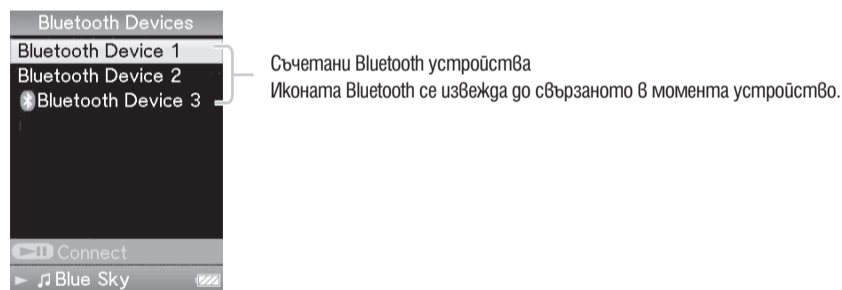 Bluetooth Devices
Bluetooth Device 1
Bluetooth Device 2
Bluetooth Device 3
Съчетани Bluetooth устройства
Иконата Bluetooth се извежда до свързаното в момента устройство.
Connect
Blue Sky